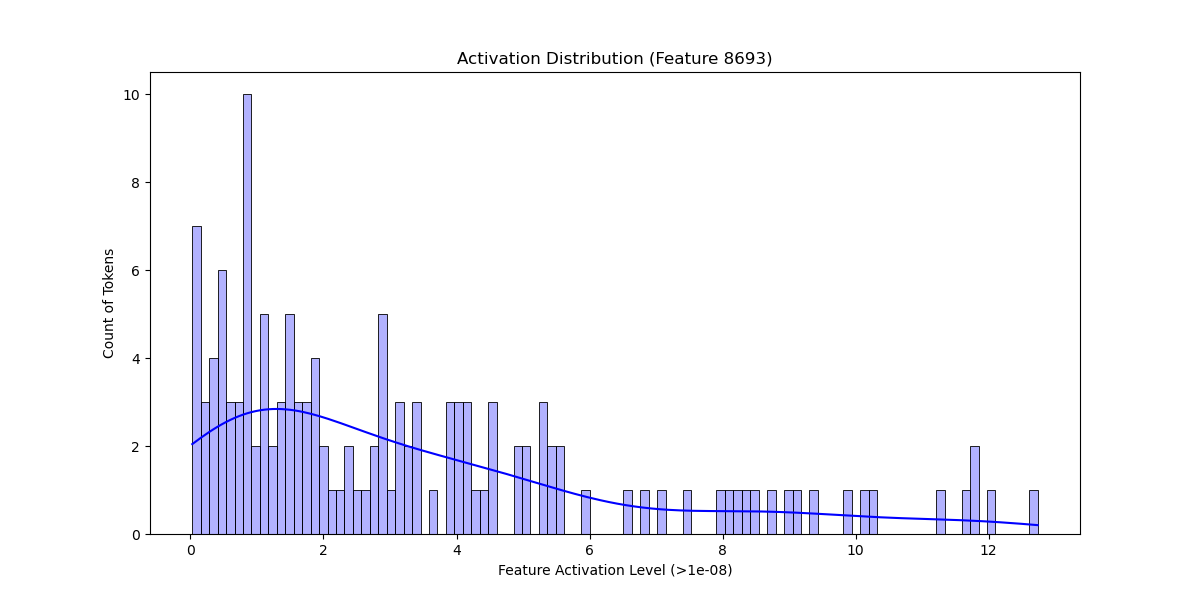 Activation Distribution (Feature 8693)
Count of Tokens
10
8
6
4
2
0
0 2 4 6 8 10 12
Feature Activation Level (>1e-08)